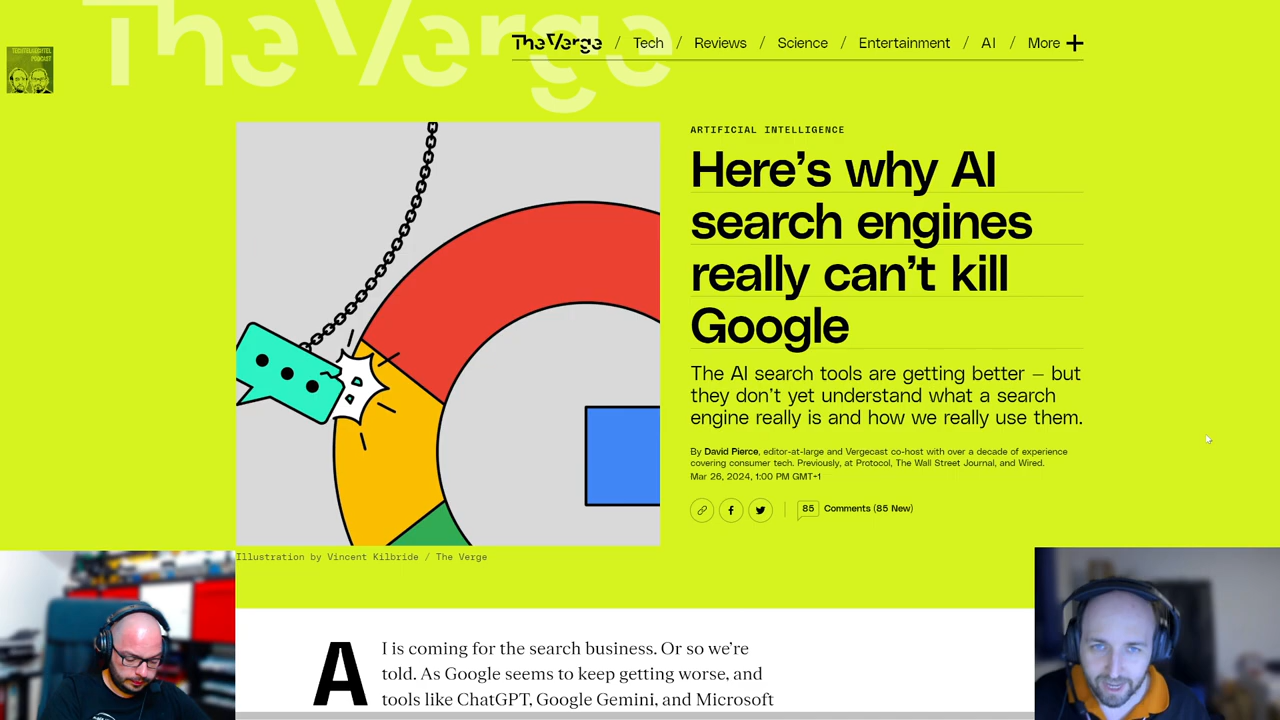 The Verge
TECHTELMECHTEL
PODCAST
The Verge / Tech / Reviews / Science / Entertainment / AI / More
ARTIFICIAL INTELLIGENCE
Here’s why AI
search engines
really can’t kill
Google
The AI search tools are getting better — but
they don’t yet understand what a search
engine really is and how we really use them.
By David Pierce, editor-at-large and Vergecast co-host with over a decade of experience
covering consumer tech. Previously, at Protocol, The Wall Street Journal, and Wired.
Mar 26, 2024, 1:00 PM GMT+1
85 Comments (85 New)
Illustration by Vincent Kilbride / The Verge
AI is coming for the search business. Or so we’re
told. As Google seems to keep getting worse, and
tools like ChatGPT, Google Gemini, and Microsoft